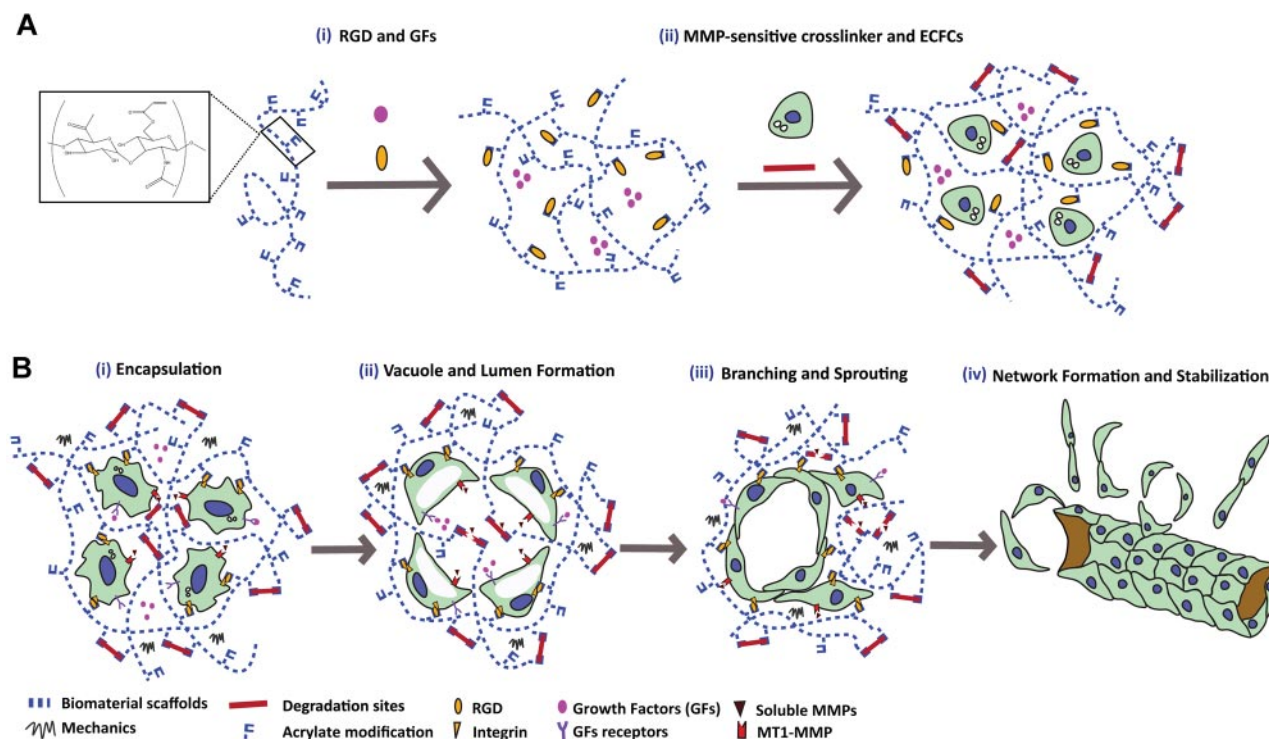 A
(i) RGD and GFs
(ii) MMP-sensitive crosslinker and ECFCs
B
(i) Encapsulation
(ii) Vacuole and Lumen Formation
(iii) Branching and Sprouting
(iv) Network Formation and Stabilization
Biomaterial scaffolds
Degradation sites
RGD
Growth Factors (GFs)
Soluble MMPs
Mechanics
Acrylate modification
Integrin
GFs receptors
MT1-MMP